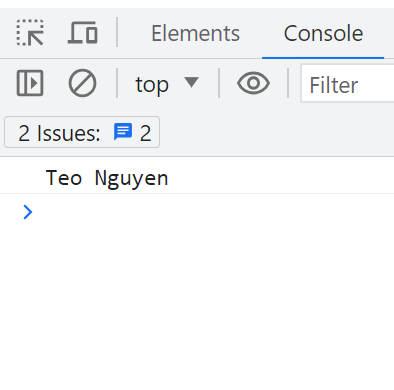 Elements Console
top Filter
2 Issues: 2
Teo Nguyen